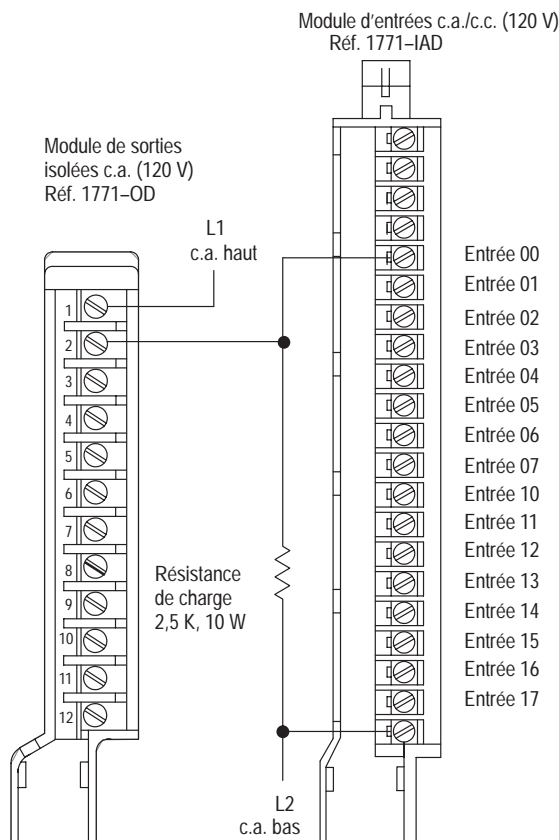 Module d'entrées c.a./c.c. (120 V)
Réf. 1771–IAD
Module de sorties
isolées c.a. (120 V)
Réf. 1771–OD
L1
c.a. haut
1
2
3
4
5
6
7
8
9
10
11
12
Entrée 00
Entrée 01
Entrée 02
Entrée 03
Entrée 04
Entrée 05
Entrée 06
Entrée 07
Entrée 10
Entrée 11
Entrée 12
Entrée 13
Entrée 14
Entrée 15
Entrée 16
Entrée 17
Résistance
de charge
2,5 K, 10 W
L2
c.a. bas